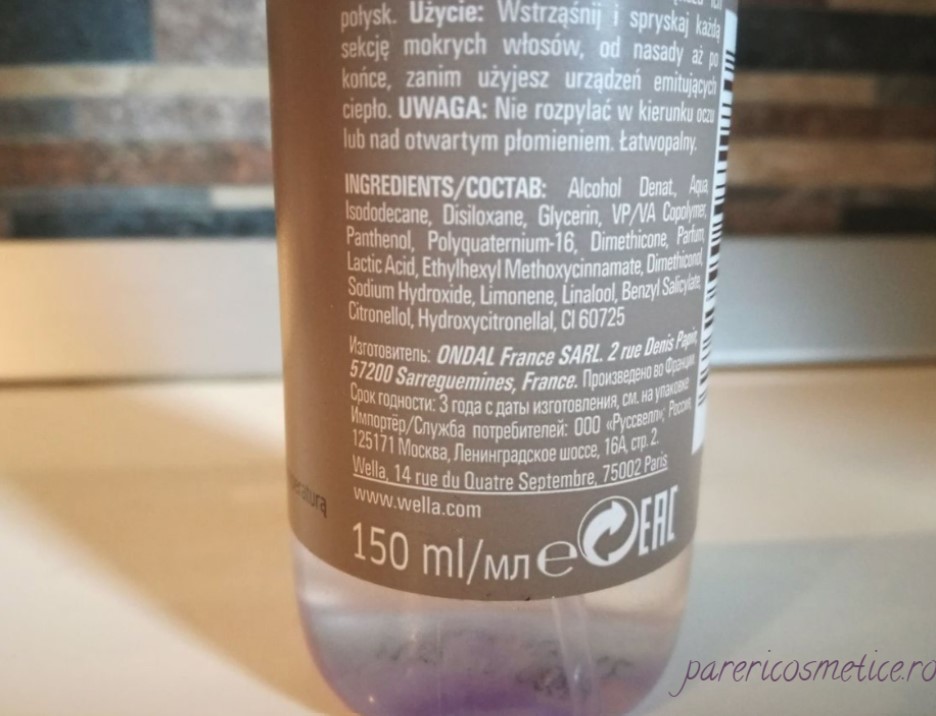 połysk. Użycie: Wstrząśnij i spryskaj każdą
sekcję mokrych włosów, od nasady aż po
końce, zanim użyjesz urządzeń emitujących
ciepło. UWAGA: Nie rozpylać w kierunku oczu
lub nad otwartym płomieniem. Łatwopalny.
INGREDIENTS/СОСТАВ: Alcohol Denat., Aqua,
Isododecane, Disiloxane, Glycerin, VP/VA Copolymer,
Panthenol, Polyquaternium-16, Dimethicone, Parfum,
Lactic Acid, Ethylhexyl Methoxycinnamate, Dimethiconol,
Sodium Hydroxide, Limonene, Linalool, Benzyl Salicylate,
Citronellol, Hydroxycitronellal, CI 60725
Изготовитель: ONDAL France SARL. 2 rue Denis Papin,
57200 Sarreguemines, France. Произведено во Франции
Срок годности: 3 года с даты изготовления, см. на упаковке
Импортёр/Служба потребителей: ООО «Руссвелл»; Россия,
125171 Москва, Ленинградское шоссе, 16А, стр. 2.
Wella, 14 rue du Quatre Septembre, 75002 Paris
www.wella.com
150 ml/мл e EAC
parericosmetice.ro